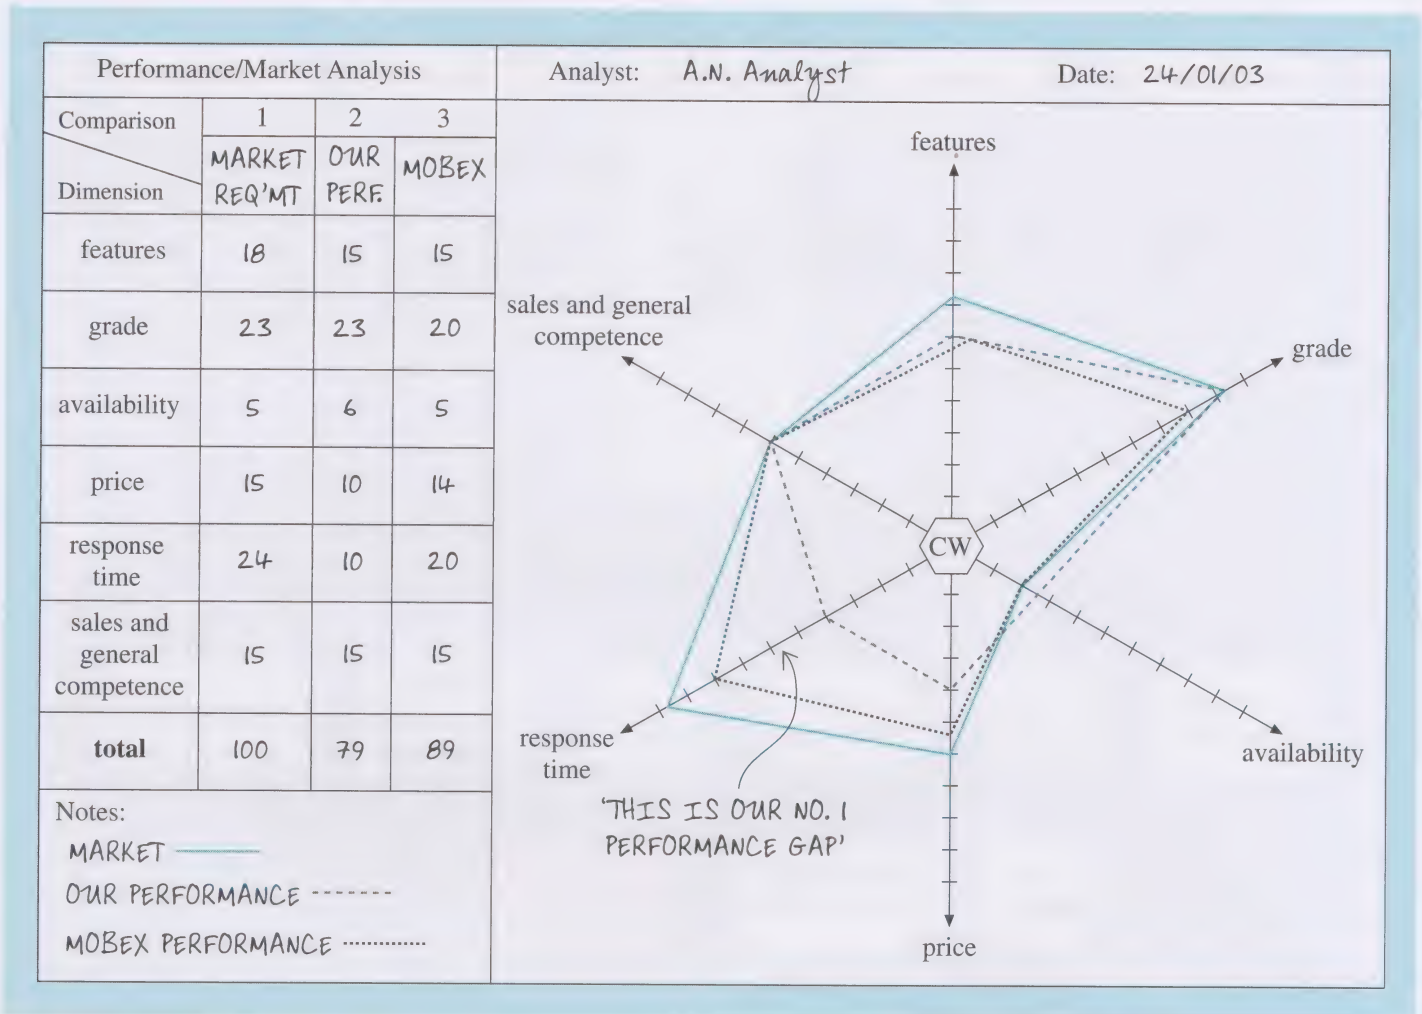 Performance/Market Analysis
Analyst: A.N. Analyst
Date: 24/01/03
Comparison
Dimension
1 2 3
MARKET REQ'MT
OUR PERF.
MOBEX
features 18 15 15
grade 23 23 20
availability 5 6 5
price 15 10 14
response
time 24 10 20
sales and
general
competence 15 15 15
total 100 79 89
Notes:
MARKET
OUR PERFORMANCE
MOBEX PERFORMANCE
features
sales and general
competence
grade
CW
response
time
availability
'THIS IS OUR NO. 1
PERFORMANCE GAP'
price